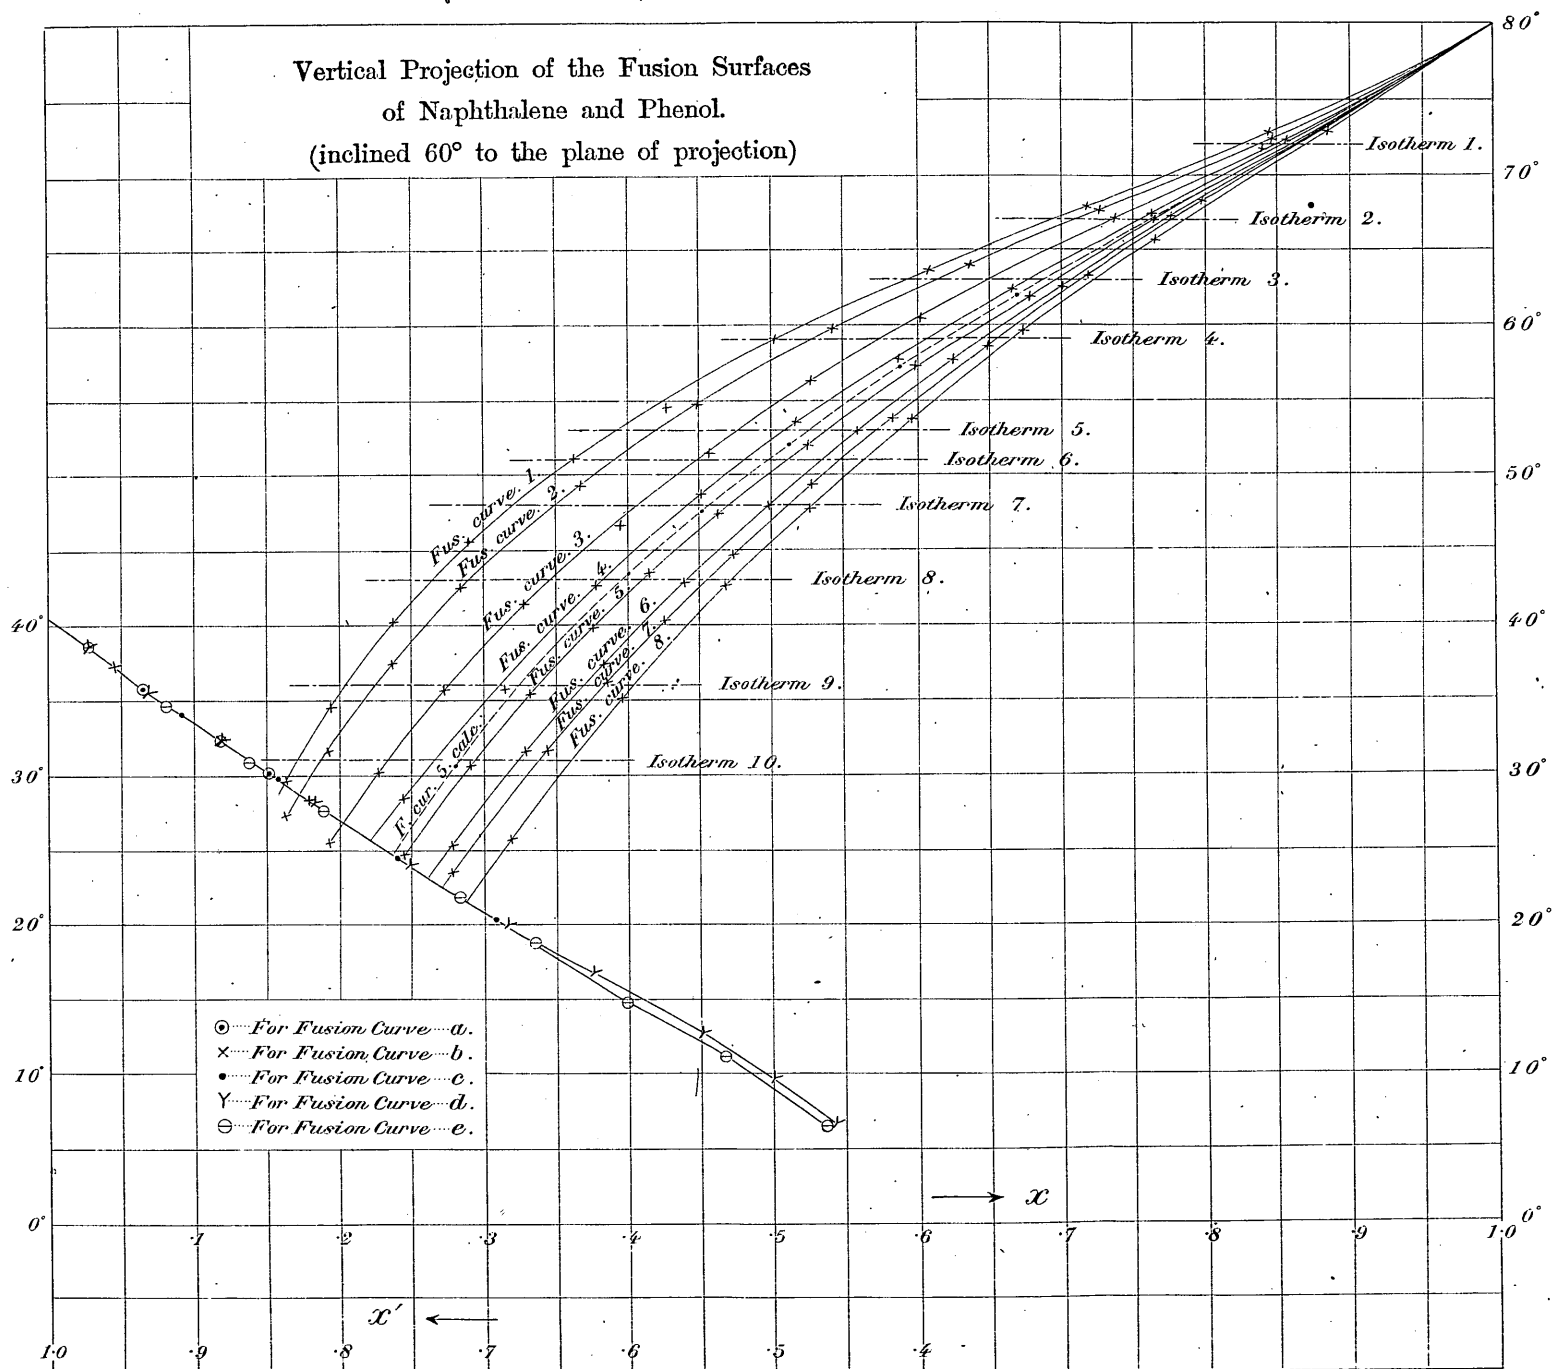 Vertical Projection of the Fusion Surfaces
of Naphthalene and Phenol.
(inclined 60° to the plane of projection)
80°
Isotherm 1.
70°
Isotherm 2.
Isotherm 3.
60°
Isotherm 4.
Isotherm 5.
Isotherm 6.
50°
Isotherm 7.
Isotherm 8.
40°
40°
Isotherm 9.
Isotherm 10.
30°
30°
20°
20°
10°
10°
0°
0°
Fus. curve. 1.
Fus. curve. 2.
Fus. curve. 3.
Fus. curve. 4.
Fus. curve. 5.
Fus. curve. 6.
Fus. curve. 7.
Fus. curve. 8.
F. cur. 5. calc.
For Fusion Curve a.
For Fusion Curve b.
For Fusion Curve c.
For Fusion Curve d.
For Fusion Curve e.
x
·1 ·2 ·3 ·4 ·5 ·6 ·7 ·8 ·9 1·0
x'
1·0 ·9 ·8 ·7 ·6 ·5 ·4